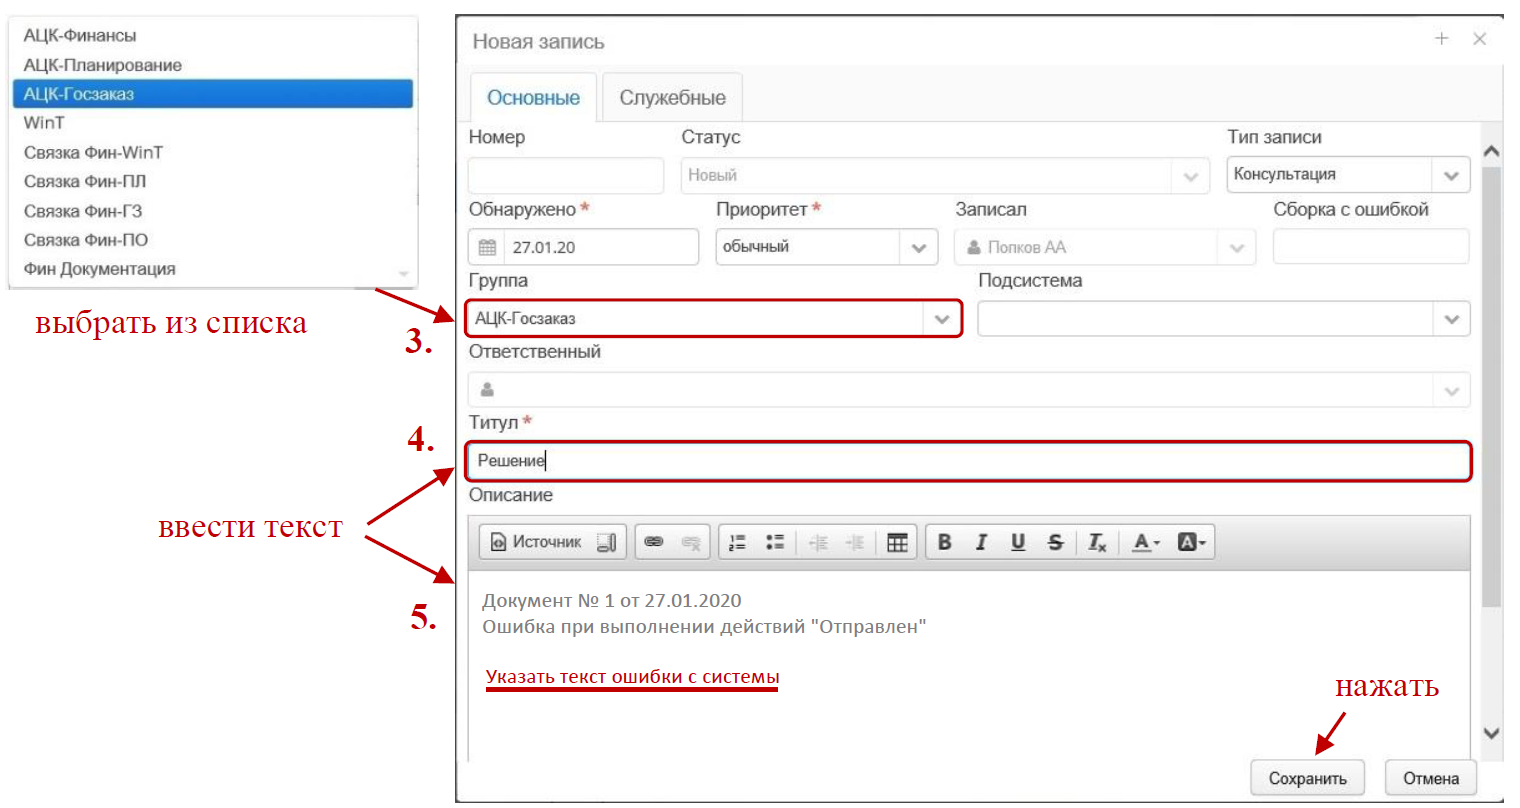 АЦК-Финансы
АЦК-Планирование
АЦК-Госзаказ
WinT
Связка Фин-WinT
Связка Фин-ПЛ
Связка Фин-ГЗ
Связка Фин-ПО
Фин Документация
выбрать из списка
3.
4.
ввести текст
5.
Новая запись
Основные Служебные
Номер Статус Тип записи
Новый Консультация
Обнаружено * Приоритет * Записал Сборка с ошибкой
27.01.20 обычный Попков АА
Группа Подсистема
АЦК-Госзаказ
Ответственный
Титул *
Решение
Описание
Источник B I U S Ix A A
Документ № 1 от 27.01.2020
Ошибка при выполнении действий "Отправлен"
Указать текст ошибки с системы
нажать
Сохранить Отмена